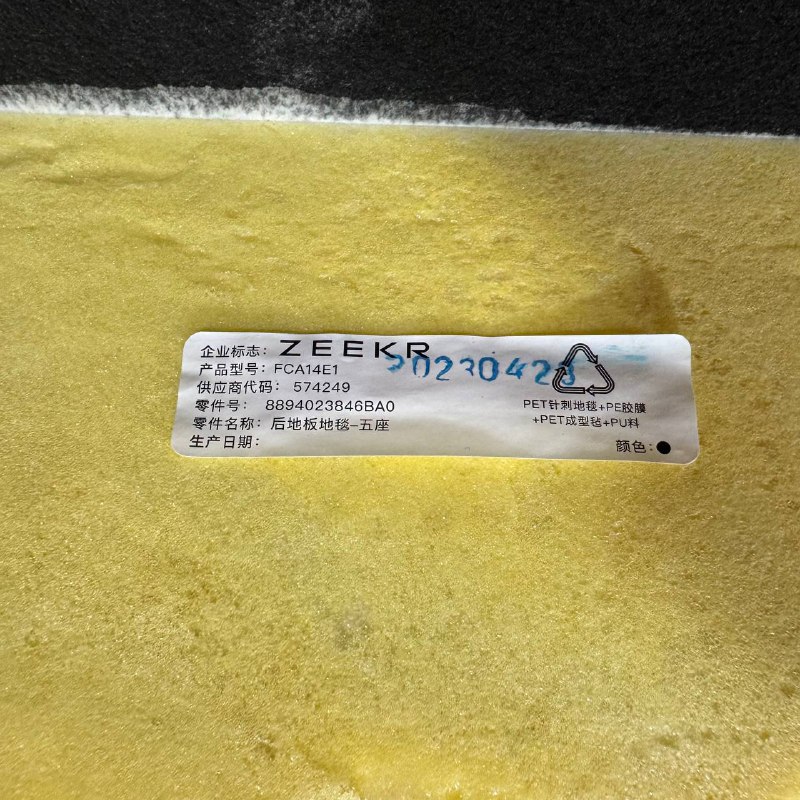 企业标志: ZEEKR
产品型号: FCA14E1
供应商代码: 574249
零件号: 8894023846BA0
零件名称: 后地板地毯-五座
生产日期:
20230423
PET针刺地毯+PE胶膜
+PET成型毡+PU料
颜色: